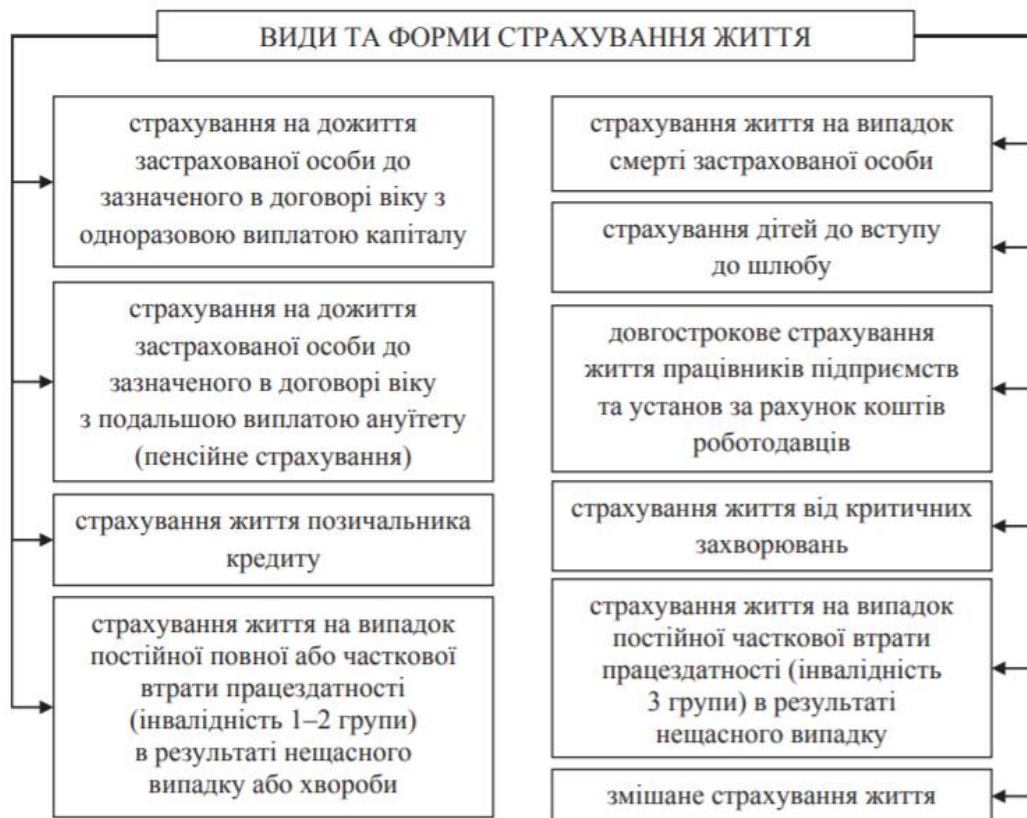 ВИДИ ТА ФОРМИ СТРАХУВАННЯ ЖИТТЯ
страхування на дожиття
застрахованої особи до
зазначеного в договорі віку з
одноразовою виплатою капіталу
страхування на дожиття
застрахованої особи до
зазначеного в договорі віку
з подальшою виплатою ануїтету
(пенсійне страхування)
страхування життя позичальника
кредиту
страхування життя на випадок
постійної повної або часткової
втрати працездатності
(інвалідність 1–2 групи)
в результаті нещасного
випадку або хвороби
страхування життя на випадок
смерті застрахованої особи
страхування дітей до вступу
до шлюбу
довгострокове страхування
життя працівників підприємств
та установ за рахунок коштів
роботодавців
страхування життя від критичних
захворювань
страхування життя на випадок
постійної часткової втрати
працездатності (інвалідність
3 групи) в результаті
нещасного випадку
змішане страхування життя